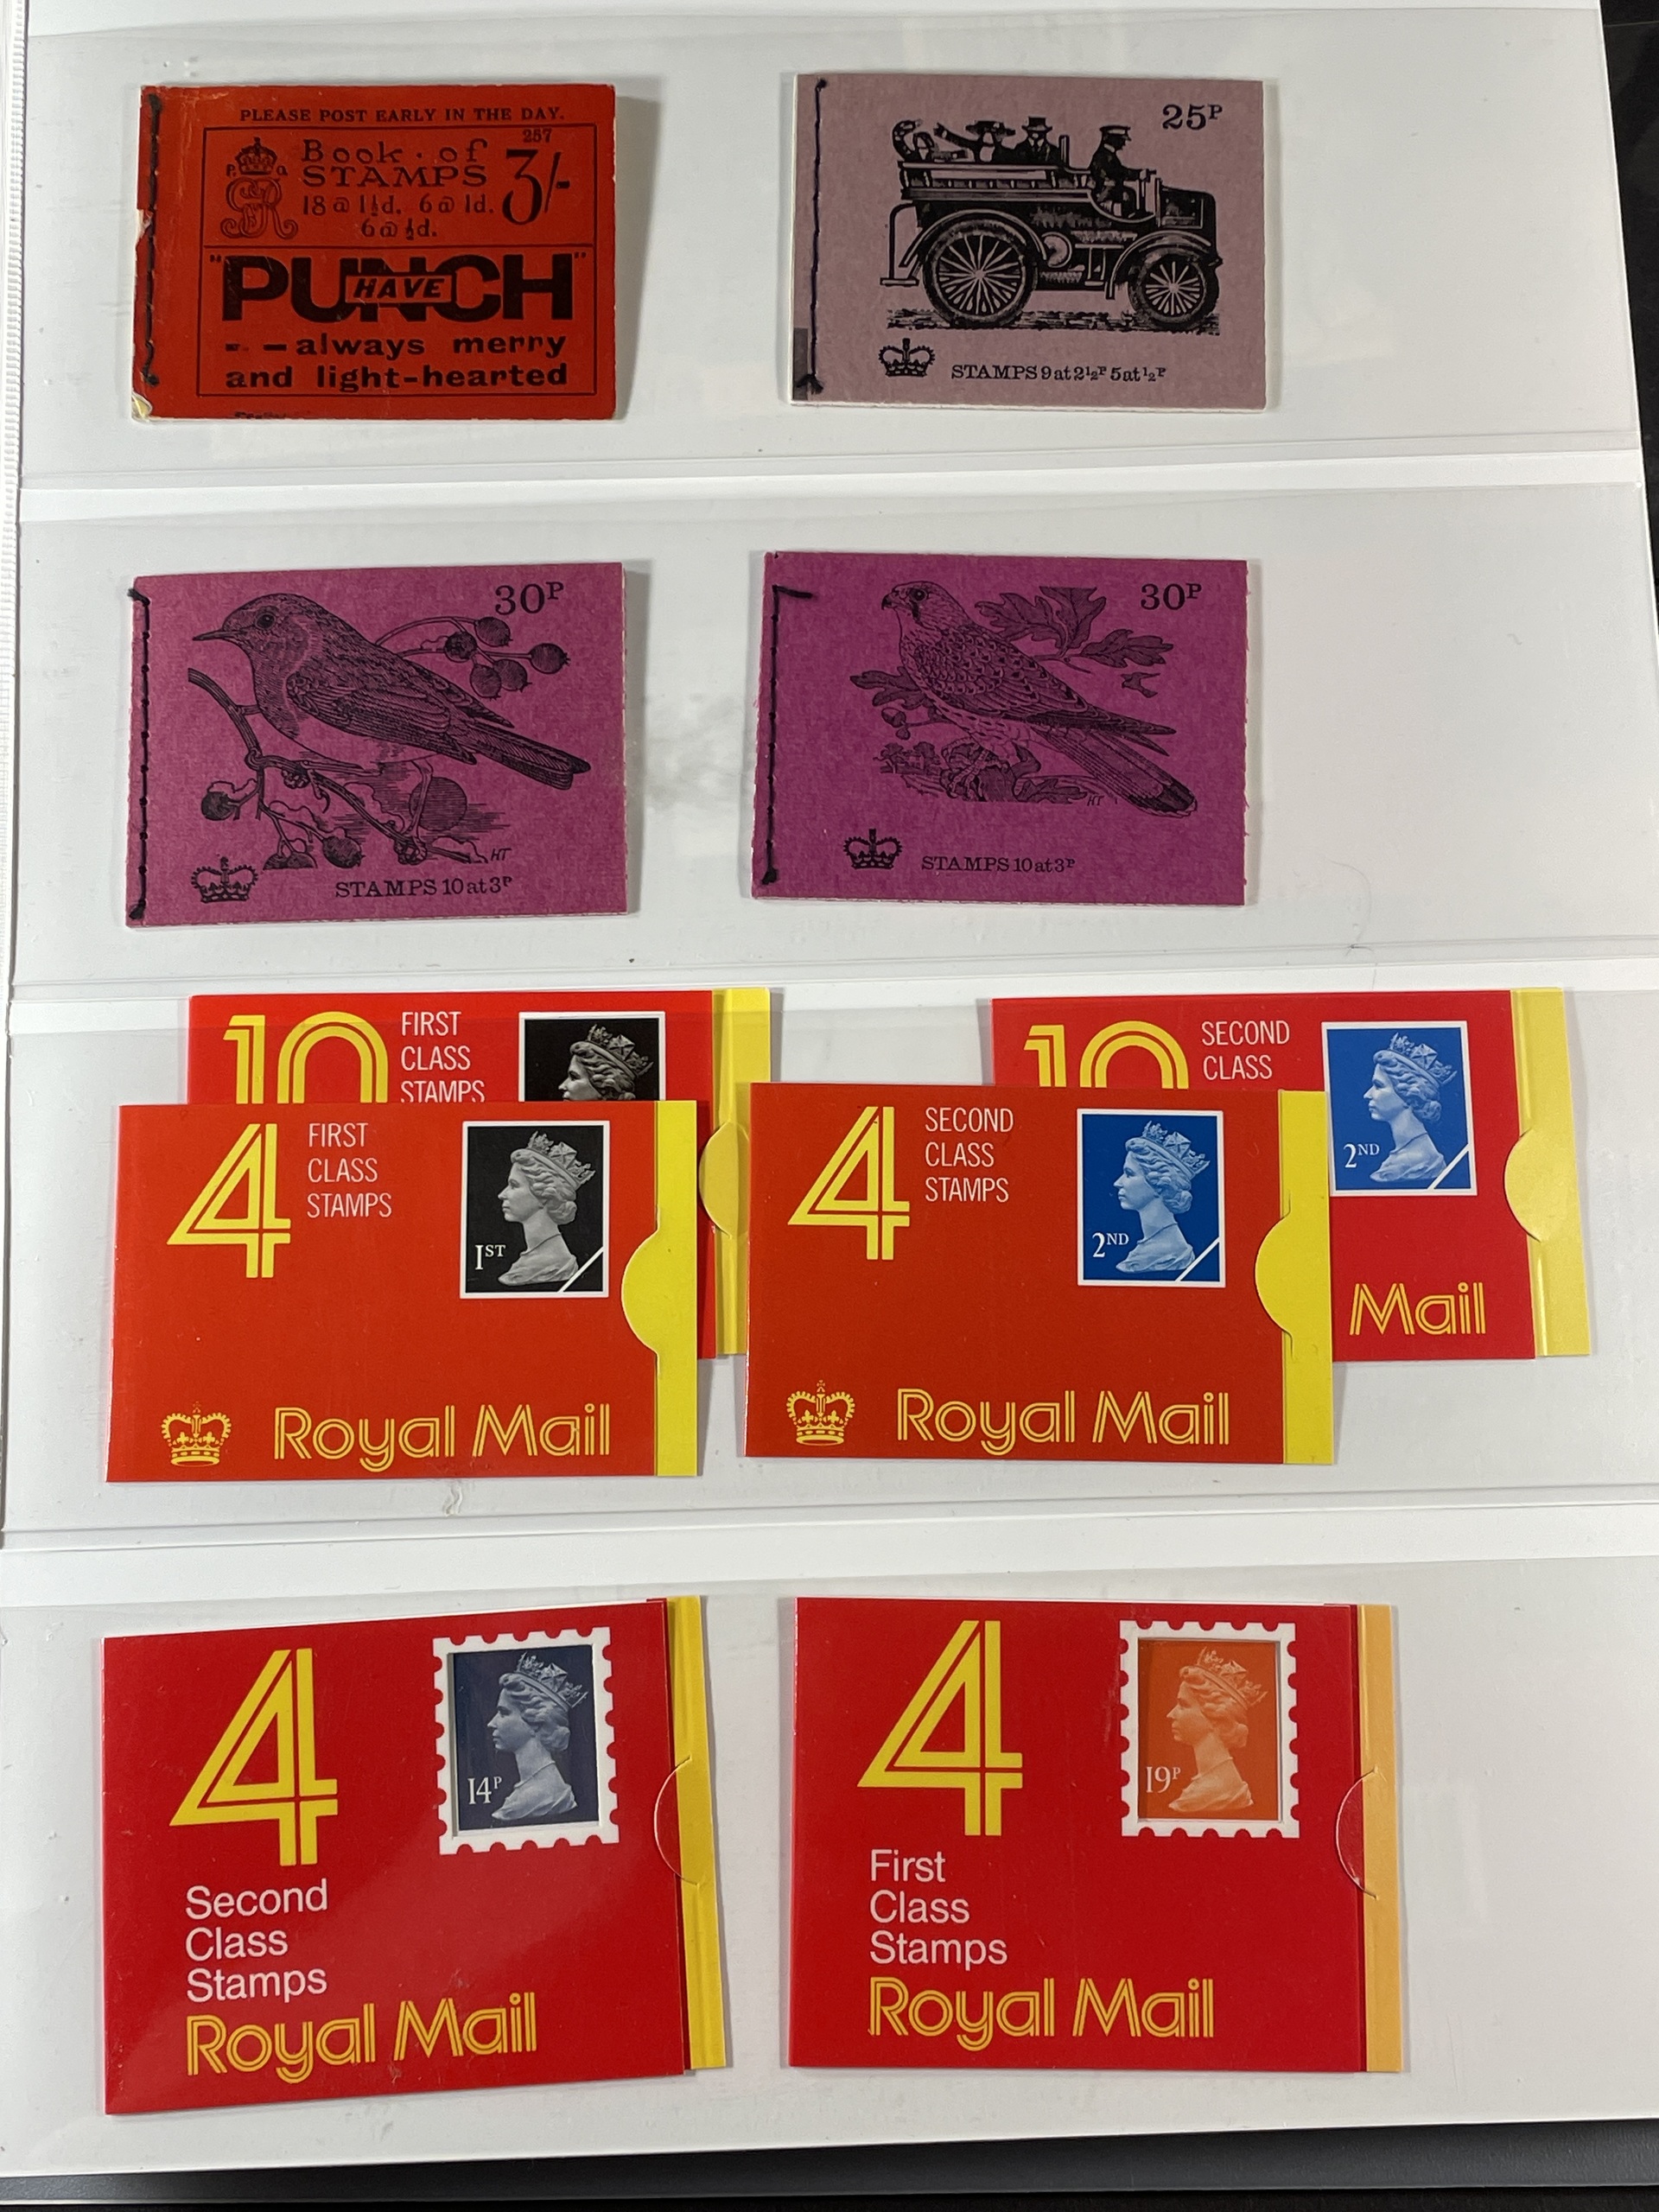 PLEASE POST EARLY IN THE DAY.
257
Book of
STAMPS
3/-
P. O.
GR
18 @ 1½d. 6 @ 1d.
6 @ ½d.
"PUNCH"
HAVE
- - always merry
and light-hearted
25P
STAMPS 9 at 2½P 5 at ½P
30P
HT
STAMPS 10 at 3P
30P
HT
STAMPS 10 at 3P
10 FIRST
CLASS
STAMPS
10 SECOND
CLASS
2ND
Mail
4 FIRST
CLASS
STAMPS
1ST
Royal Mail
4 SECOND
CLASS
STAMPS
2ND
Royal Mail
4
14P
Second
Class
Stamps
Royal Mail
4
19P
First
Class
Stamps
Royal Mail